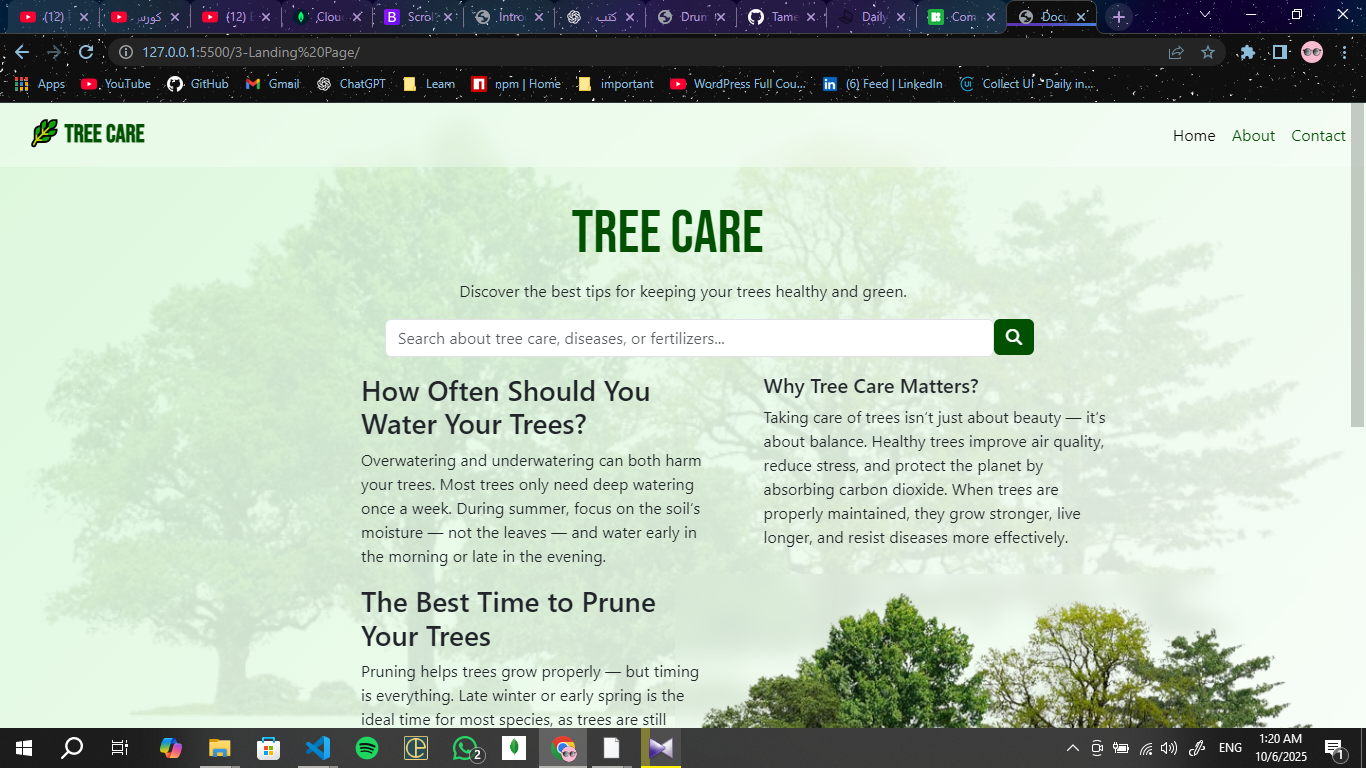 (12)
كورس
(12)
Clou
Scro
Intro
كتب
Drun
Tame
Daily
Com
Docu
127.0.0.1:5500/3-Landing%20Page/
Apps
YouTube
GitHub
Gmail
ChatGPT
Learn
npm | Home
important
WordPress Full Cou...
(6) Feed | LinkedIn
Collect UI - Daily in...
TREE CARE
Home
About
Contact
TREE CARE
Discover the best tips for keeping your trees healthy and green.
Search about tree care, diseases, or fertilizers...
How Often Should You
Water Your Trees?
Overwatering and underwatering can both harm
your trees. Most trees only need deep watering
once a week. During summer, focus on the soil’s
moisture — not the leaves — and water early in
the morning or late in the evening.
The Best Time to Prune
Your Trees
Pruning helps trees grow properly — but timing
is everything. Late winter or early spring is the
ideal time for most species, as trees are still
Why Tree Care Matters?
Taking care of trees isn’t just about beauty — it’s
about balance. Healthy trees improve air quality,
reduce stress, and protect the planet by
absorbing carbon dioxide. When trees are
properly maintained, they grow stronger, live
longer, and resist diseases more effectively.
2
ENG
1:20 AM
10/6/2025
1